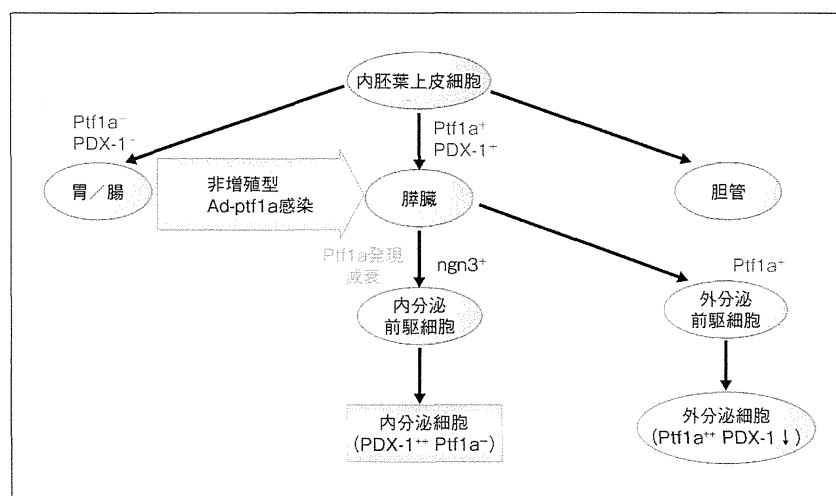 内胚葉上皮細胞
Ptf1a⁻
PDX-1⁻
Ptf1a⁺
PDX-1⁺
胃／腸
非増殖型
Ad-ptf1a感染
膵臓
胆管
Ptf1a発現
減衰
ngn3⁺
Ptf1a⁺
内分泌
前駆細胞
外分泌
前駆細胞
内分泌細胞
（PDX-1⁺⁺ Ptf1a⁻）
外分泌細胞
（Ptf1a⁺⁺ PDX-1↓）